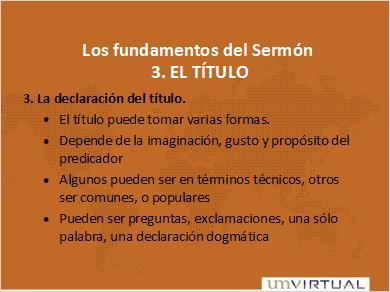 Los fundamentos del Sermón
3. EL TÍTULO
3. La declaración del título.
• El título puede tomar varias formas.
• Depende de la imaginación, gusto y propósito del
predicador
• Algunos pueden ser en términos técnicos, otros
ser comunes, o populares
• Pueden ser preguntas, exclamaciones, una sólo
palabra, una declaración dogmática
umVIRTUAL